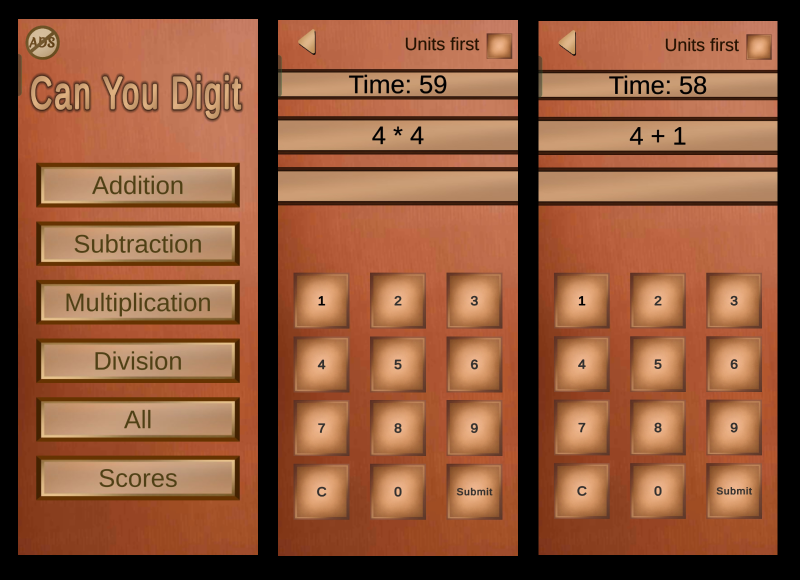 ADS
Can You Digit
Addition
Subtraction
Multiplication
Division
All
Scores
Units first
Time: 59
4 * 4
1 2 3
4 5 6
7 8 9
C 0 Submit
Units first
Time: 58
4 + 1
1 2 3
4 5 6
7 8 9
C 0 Submit